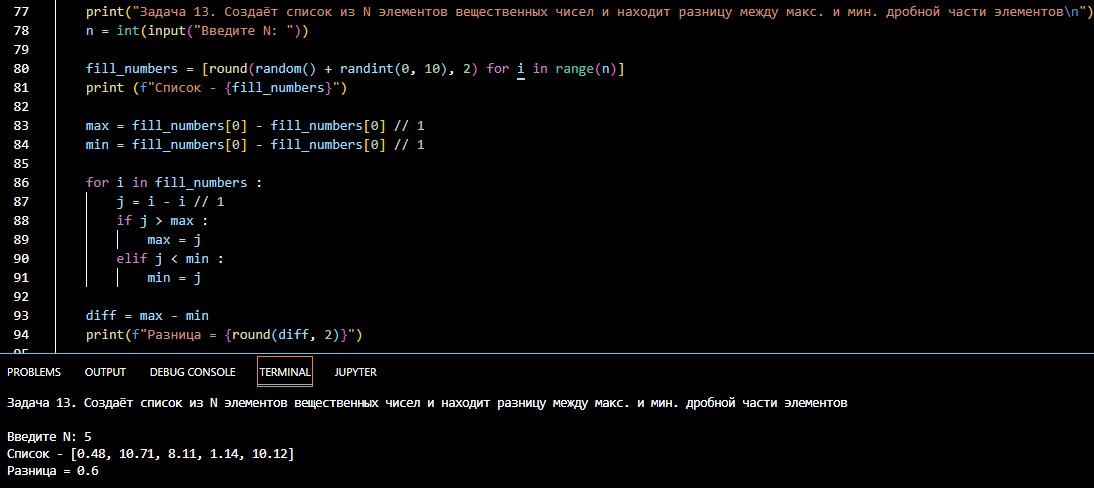 77 print("Задача 13. Создаёт список из N элементов вещественных чисел и находит разницу между макс. и мин. дробной части элементов\n")
78 n = int(input("Введите N: "))
79
80 fill_numbers = [round(random() + randint(0, 10), 2) for i in range(n)]
81 print (f"Список - {fill_numbers}")
82
83 max = fill_numbers[0] - fill_numbers[0] // 1
84 min = fill_numbers[0] - fill_numbers[0] // 1
85
86 for i in fill_numbers :
87 j = i - i // 1
88 if j > max :
89 max = j
90 elif j < min :
91 min = j
92
93 diff = max - min
94 print(f"Разница = {round(diff, 2)}")
95
PROBLEMS OUTPUT DEBUG CONSOLE TERMINAL JUPYTER
Задача 13. Создаёт список из N элементов вещественных чисел и находит разницу между макс. и мин. дробной части элементов
Введите N: 5
Список - [0.48, 10.71, 8.11, 1.14, 10.12]
Разница = 0.6